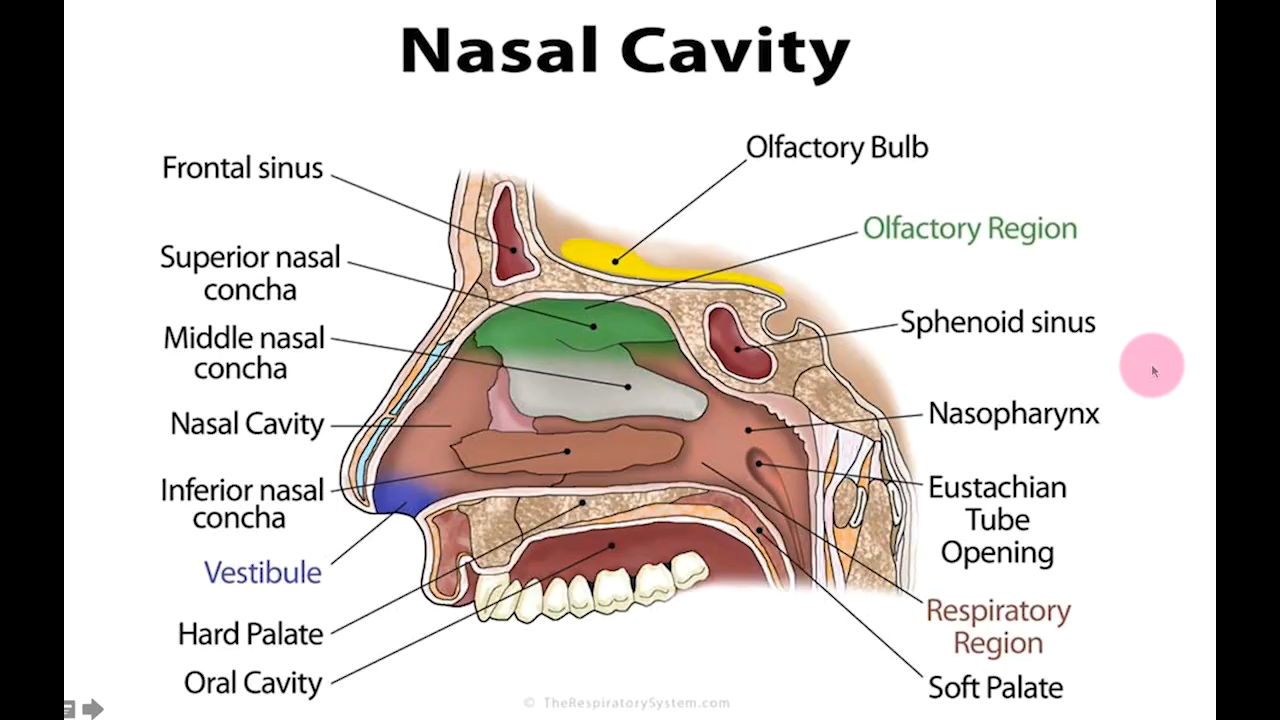 Nasal Cavity
Frontal sinus
Superior nasal
concha
Middle nasal
concha
Nasal Cavity
Inferior nasal
concha
Vestibule
Hard Palate
Oral Cavity
Olfactory Bulb
Olfactory Region
Sphenoid sinus
Nasopharynx
Eustachian
Tube
Opening
Respiratory
Region
Soft Palate
© TheRespiratorySystem.com